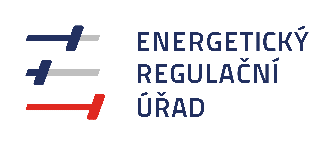 ENERGETICKÝ
REGULAČNÍ
ÚŘAD